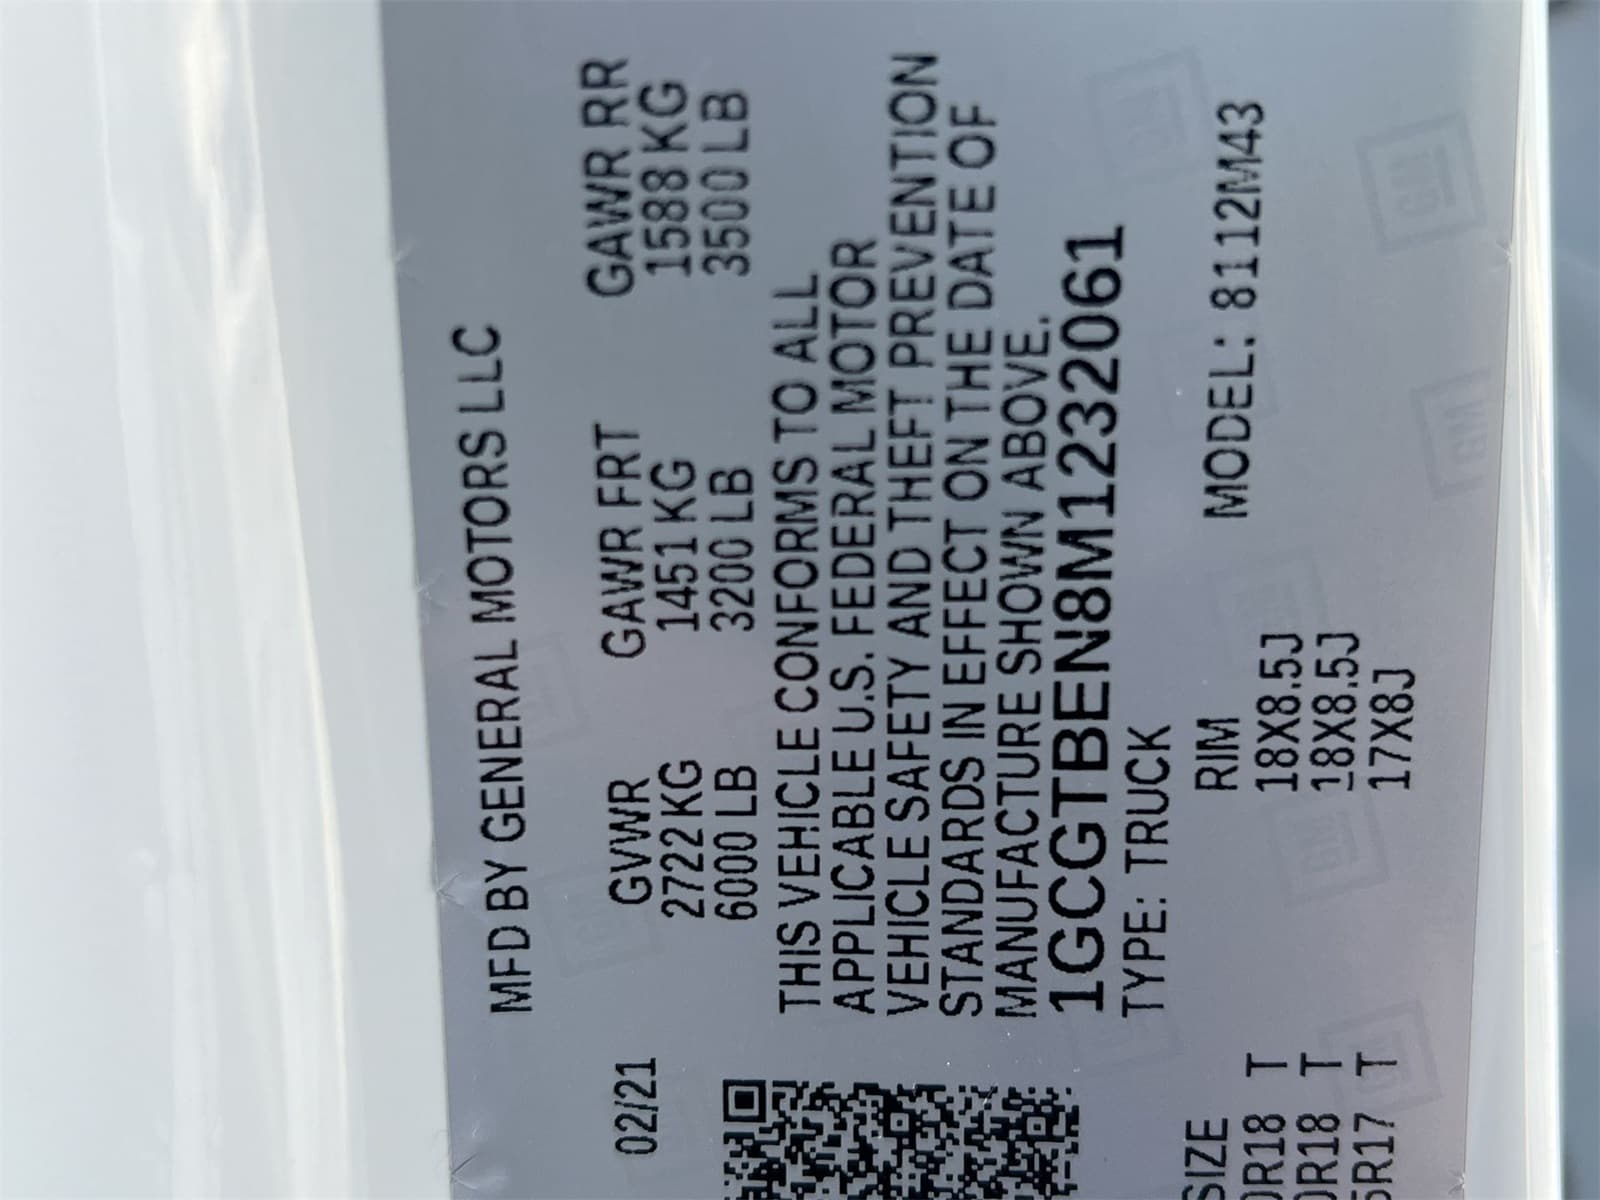 MFD BY GENERAL MOTORS LLC
02/21 GVWR GAWR FRT GAWR RR
2722 KG 1451 KG 1588 KG
6000 LB 3200 LB 3500 LB
THIS VEHICLE CONFORMS TO ALL
APPLICABLE U.S. FEDERAL MOTOR
VEHICLE SAFETY AND THEFT PREVENTION
STANDARDS IN EFFECT ON THE DATE OF
MANUFACTURE SHOWN ABOVE.
1GCGTBEN8M1232061
TYPE: TRUCK
SIZE RIM MODEL: 8112M43
0R18 T 18X8.5J
0R18 T 18X8.5J
5R17 T 17X8J